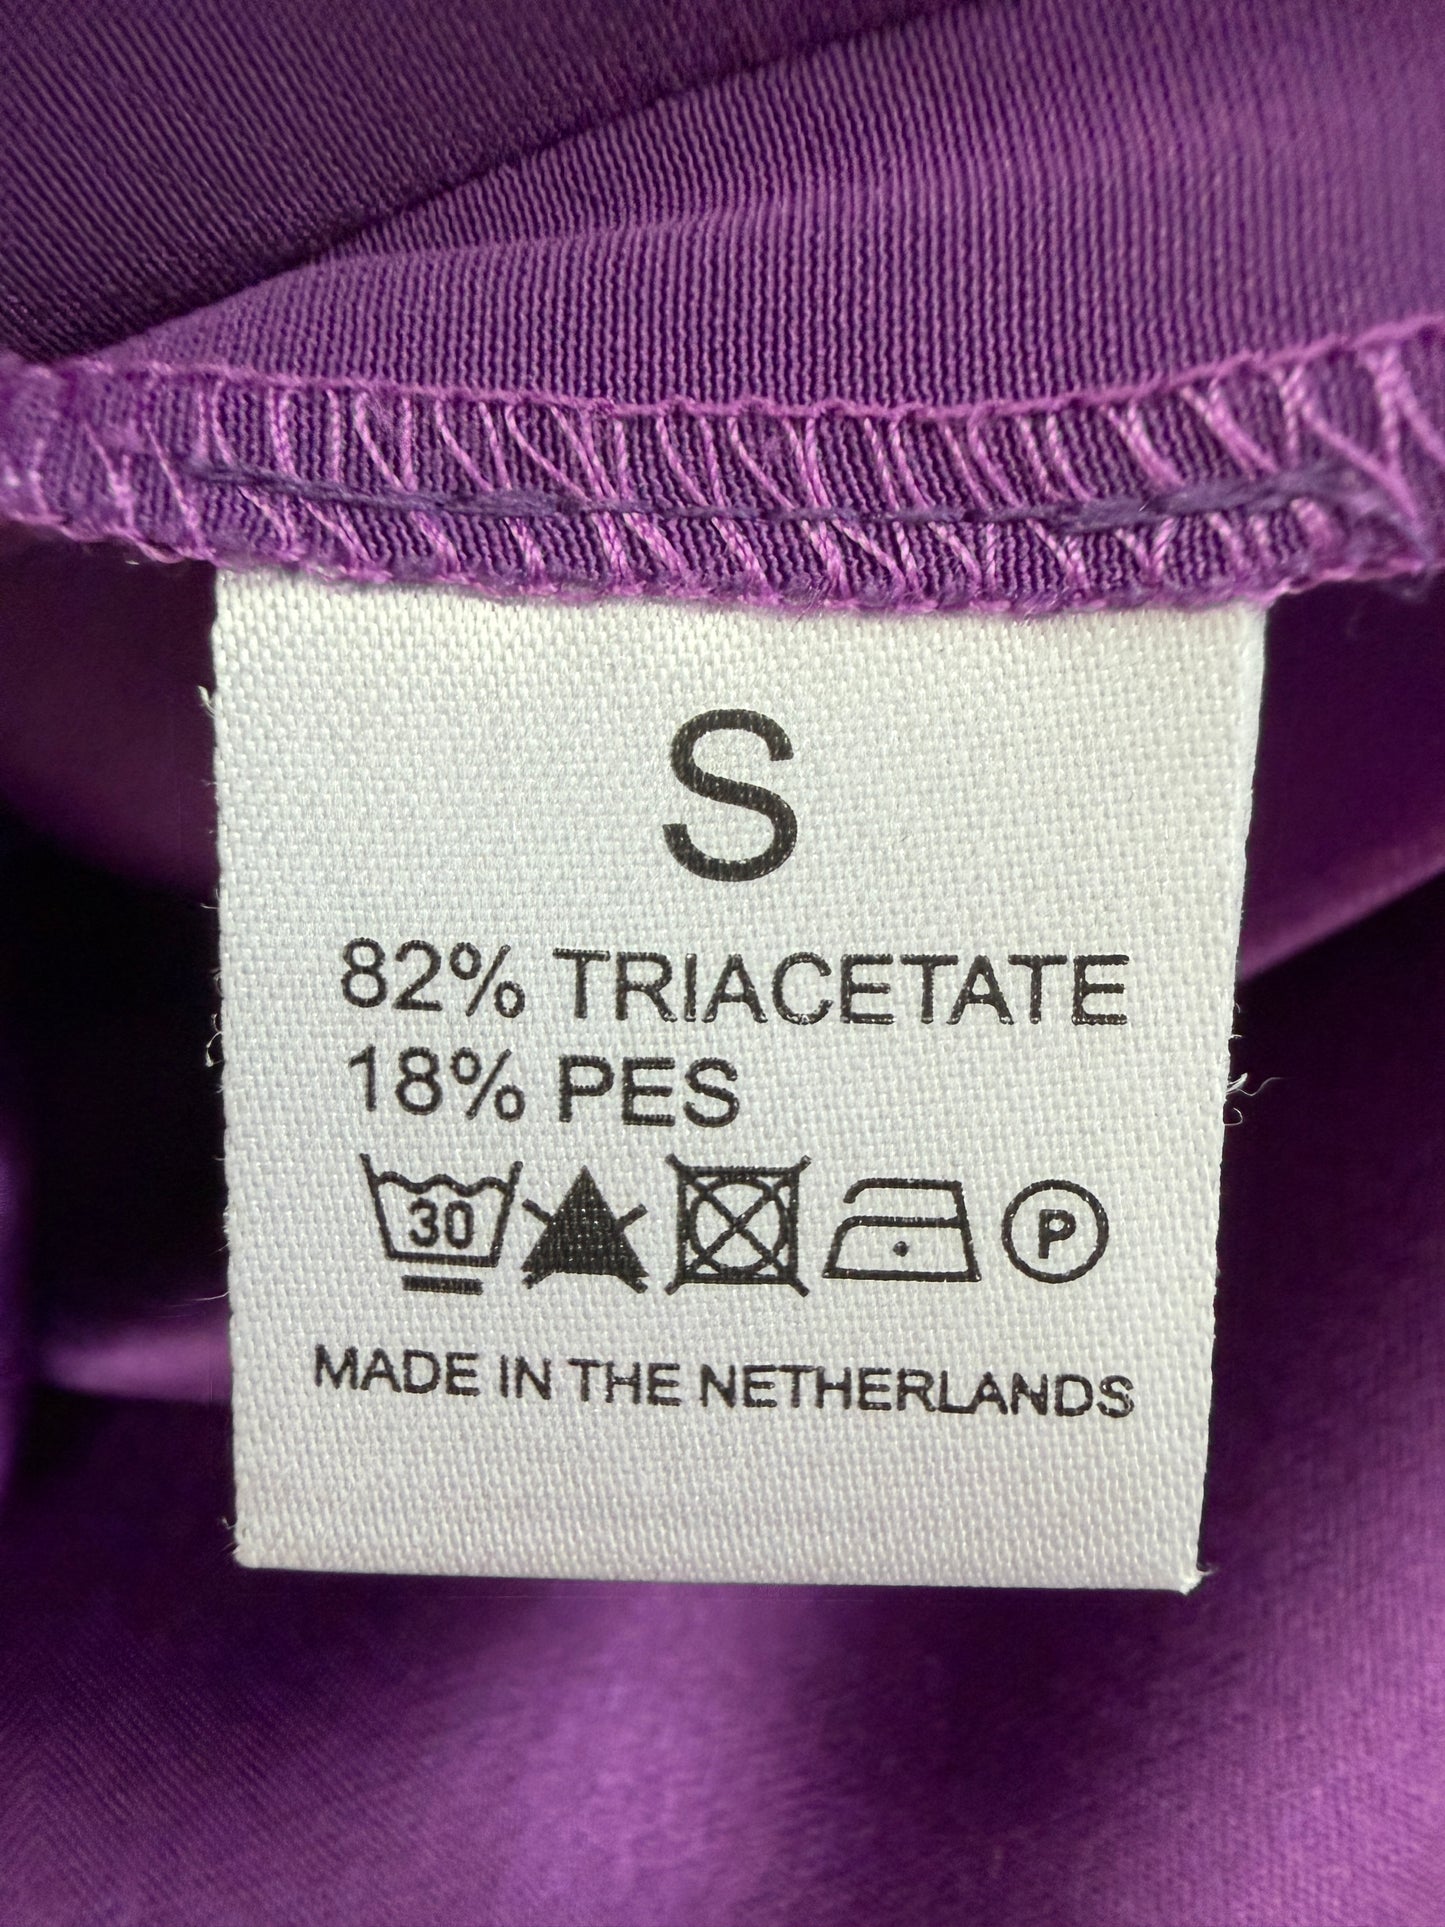 S
82% TRIACETATE
18% PES
30 P
MADE IN THE NETHERLANDS